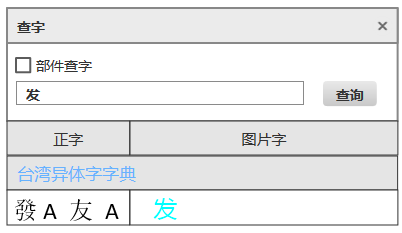 查字 ×
部件查字
发 查询
正字 图片字
台湾异体字字典
發 A 友 A 发